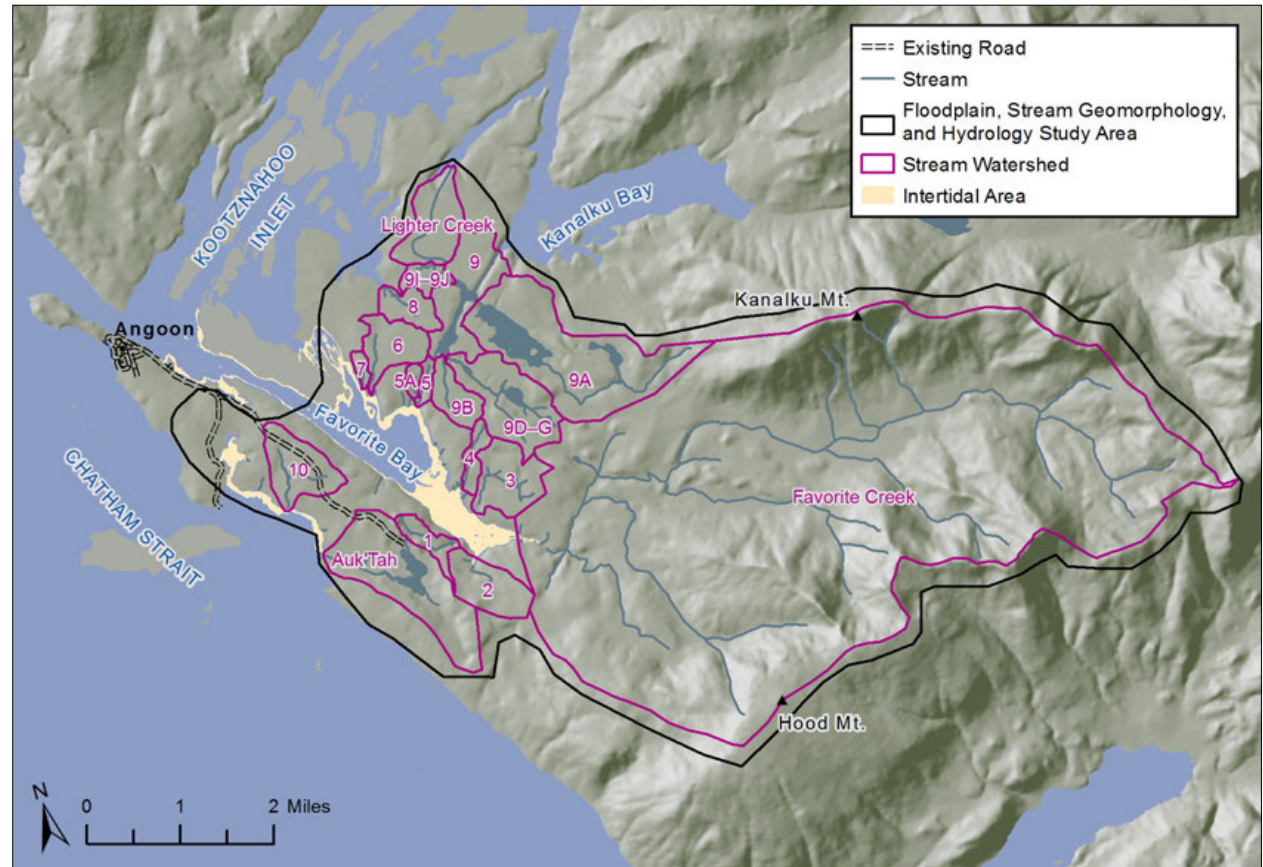 Existing Road
Stream
Floodplain, Stream Geomorphology,
and Hydrology Study Area
Stream Watershed
Intertidal Area
KOOTZNAHOO
INLET
Kanalku Bay
Lighter Creek
9
9I–9J
8
Kanalku Mt.
Angoon
6
7
5A
5
9A
9B
9D–G
Favorite Bay
10
4
3
CHATHAM STRAIT
Favorite Creek
1
Auk'Tah
2
Hood Mt.
N
0 1 2 Miles